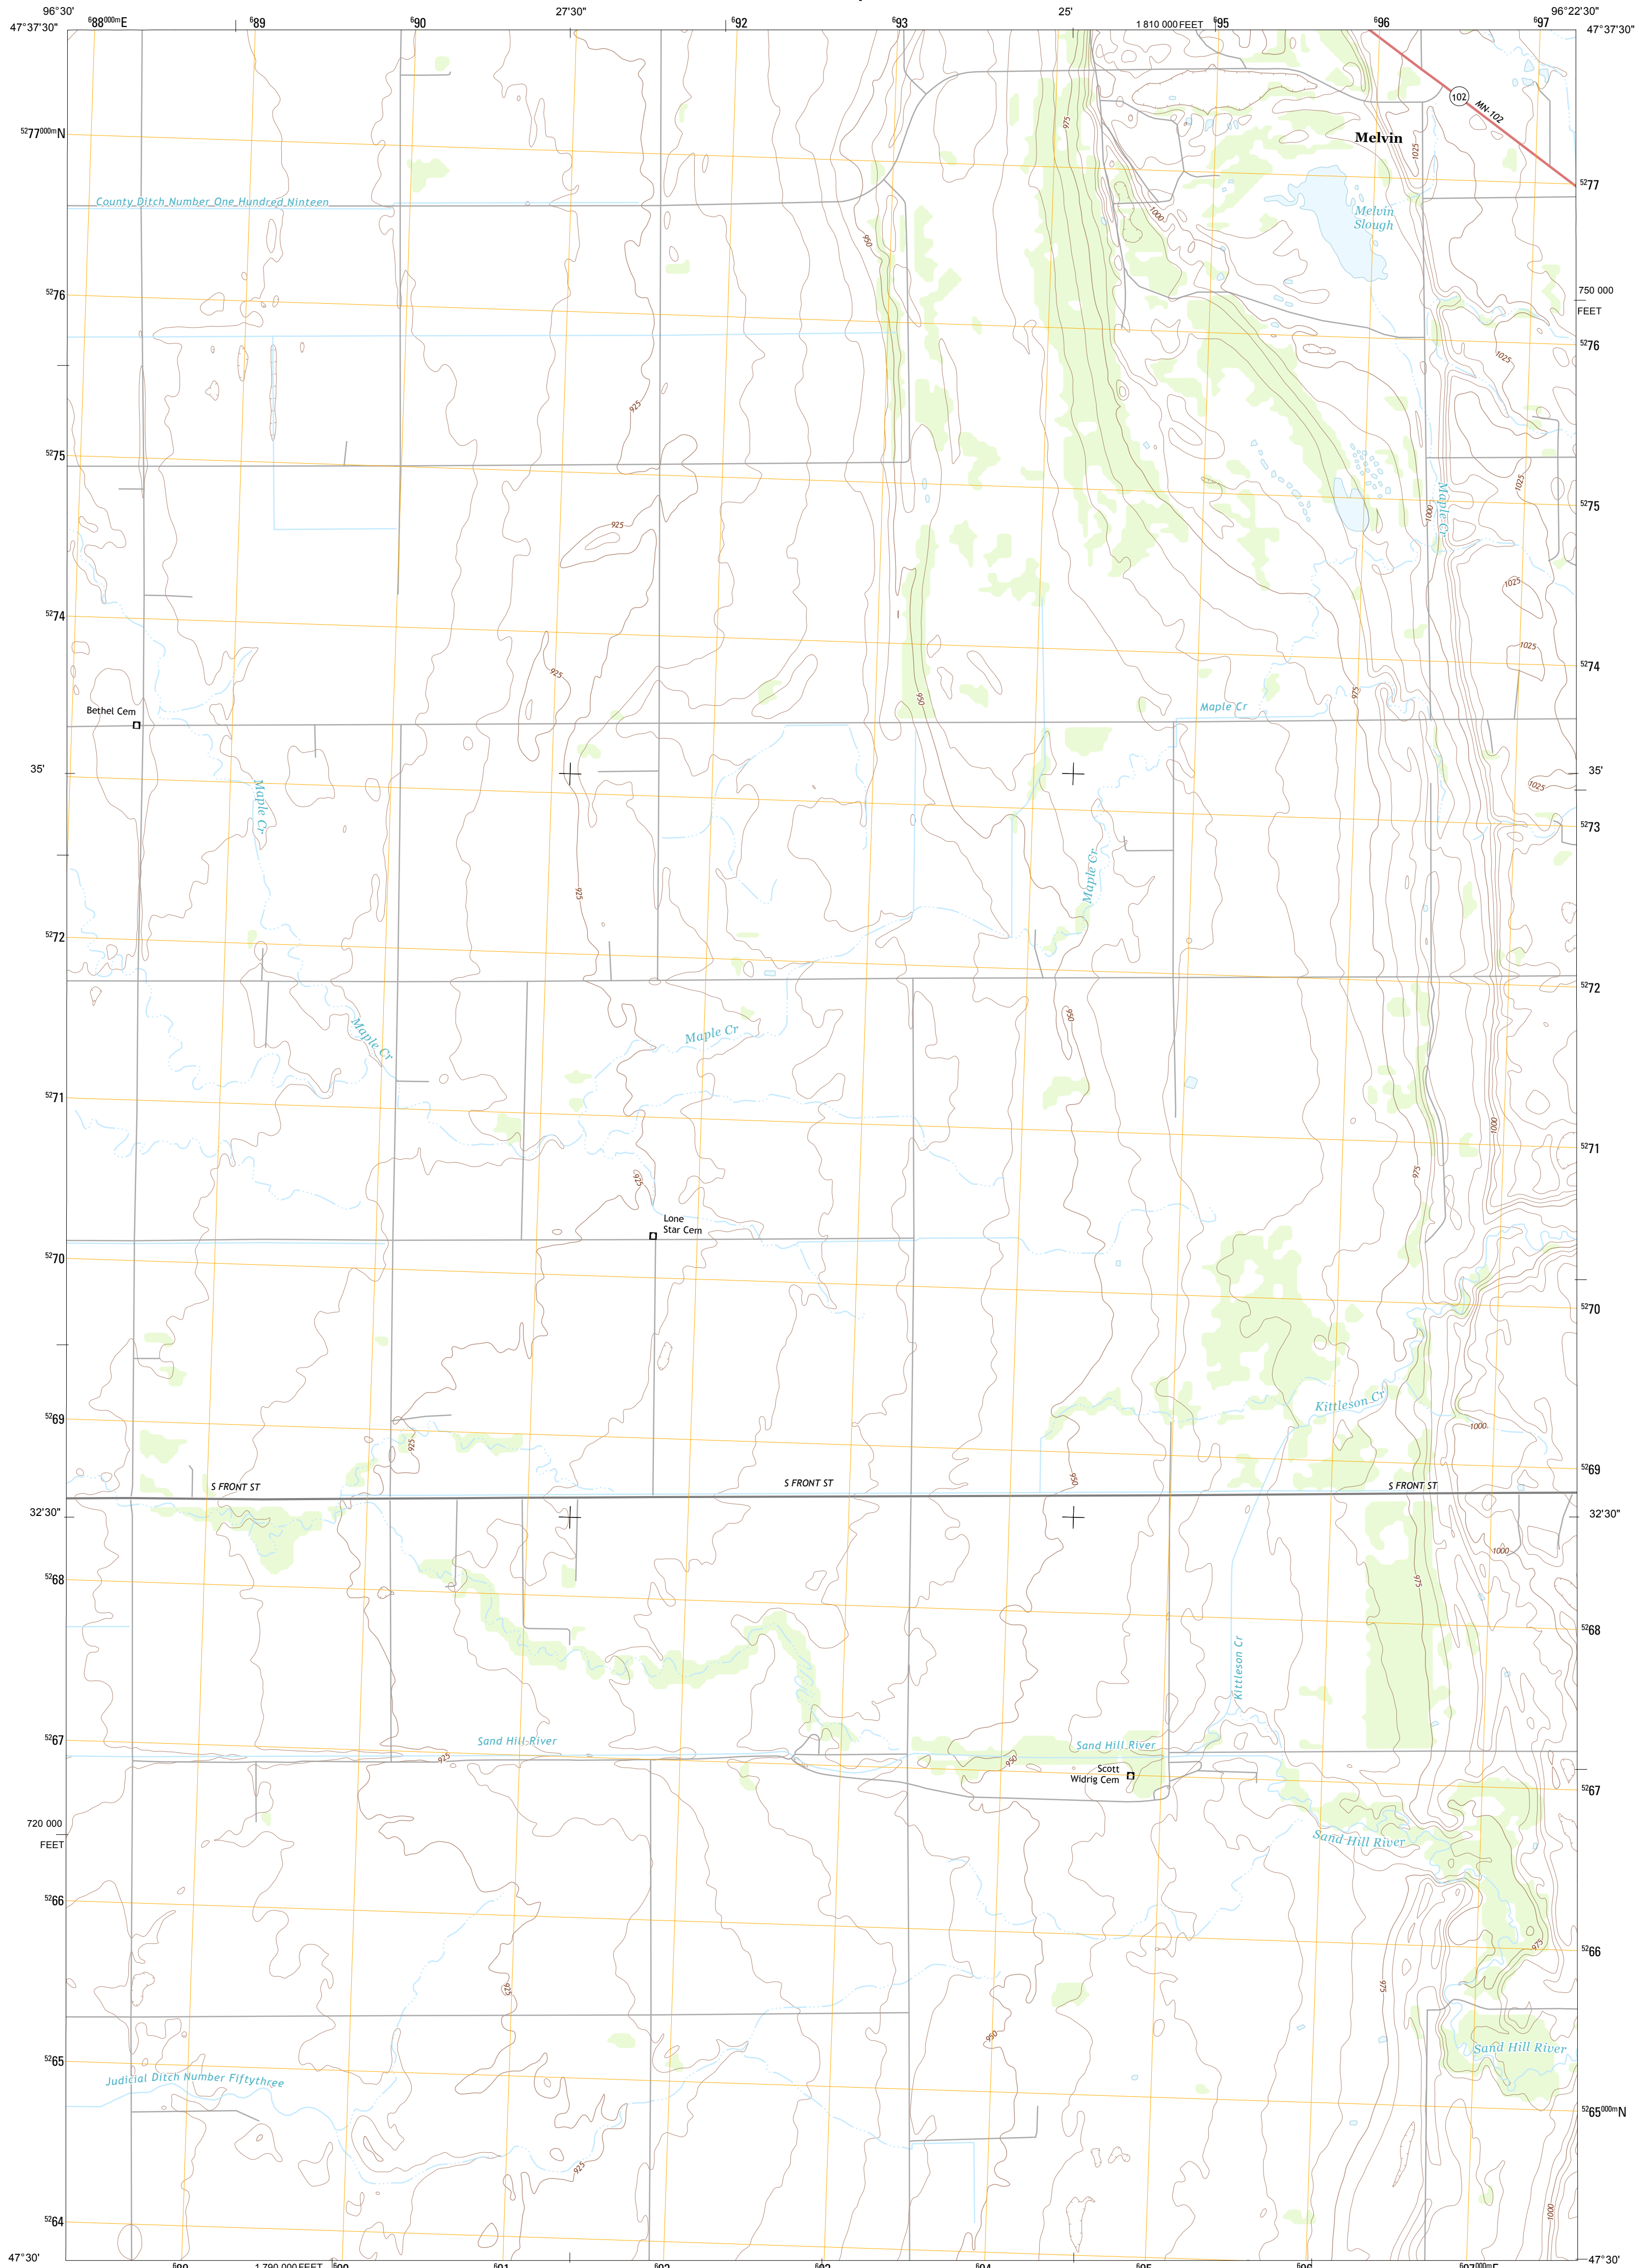 96°30'
⁶88⁰⁰⁰ᵐE
⁶89
⁶90
27'30"
⁶92
⁶93
25'
1 810 000 FEET
⁶95
⁶96
⁶97
96°22'30"
47°37'30"
47°37'30"
102
MN-102
975
Melvin
1025
⁵²77⁰⁰⁰ᵐN
⁵²77
County Ditch Number One Hundred Ninteen
Melvin
Slough
1000
950
⁵²76
750 000
FEET
⁵²76
1025
925
⁵²75
1025
Maple Cr
1000
⁵²75
925
1025
⁵²74
1025
⁵²74
925
975
950
Maple Cr
Bethel Cem
35'
35'
1025
Maple Cr
⁵²73
Maple Cr
925
⁵²72
⁵²72
950
Maple Cr
Maple Cr
⁵²71
1000
⁵²71
975
925
Lone
Star Cem
⁵²70
⁵²70
Kittleson Cr
⁵²69
1000
925
⁵²69
950
S FRONT ST
S FRONT ST
S FRONT ST
32'30"
32'30"
1000
⁵²68
975
⁵²68
Kittleson Cr
⁵²67
Sand Hill River
Sand Hill River
925
950
Scott
Widrig Cem
⁵²67
720 000
FEET
Sand Hill River
⁵²66
975
⁵²66
975
925
950
Sand Hill River
⁵²65
Judicial Ditch Number Fiftythree
⁵²65⁰⁰⁰ᵐN
925
1000
⁵²64
47°30'
1 790 000 FEET
47°30'